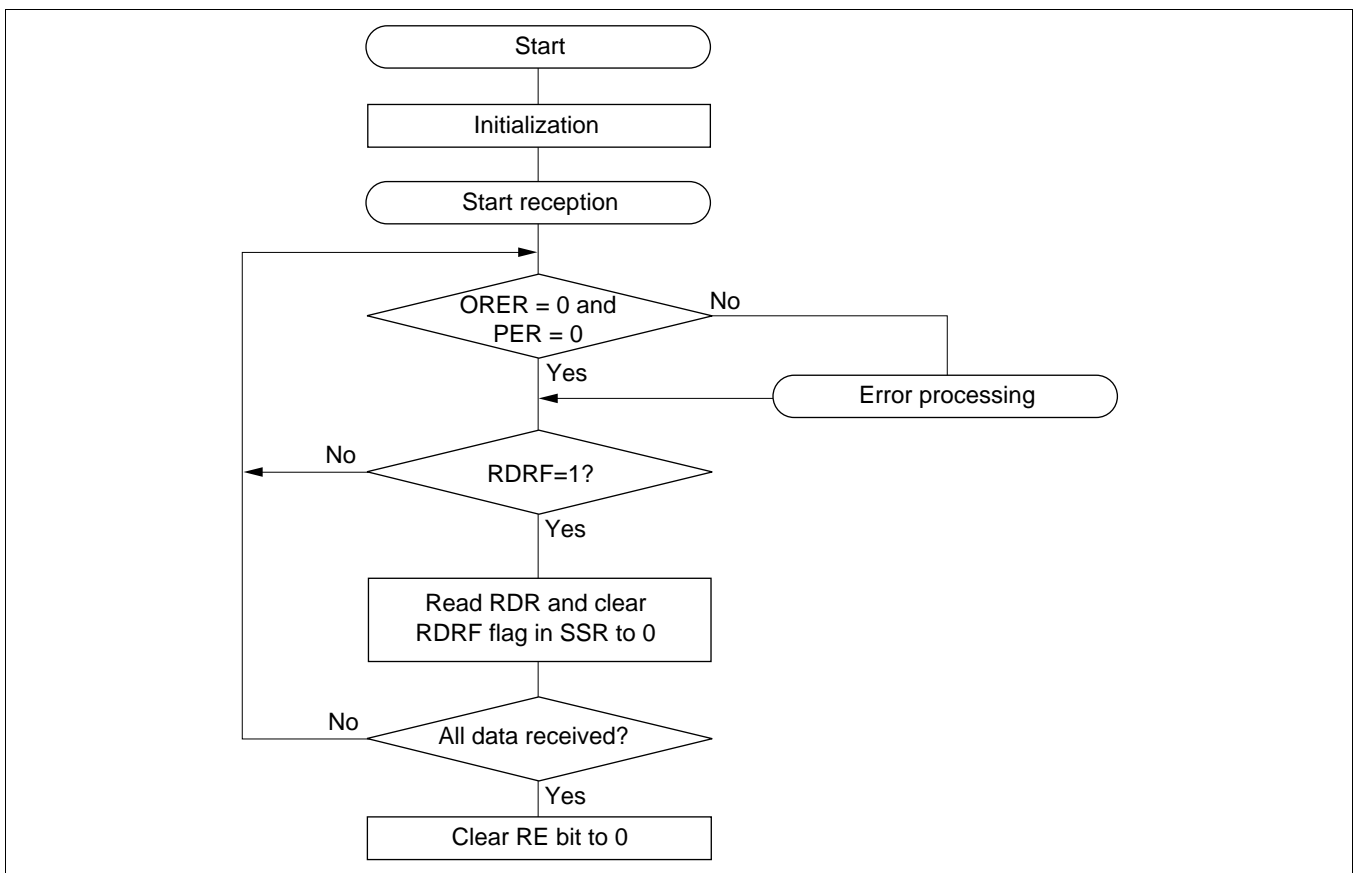 Start
Initialization
Start reception
ORER = 0 and
PER = 0
No
Yes
Error processing
No
RDRF=1?
Yes
Read RDR and clear
RDRF flag in SSR to 0
No
All data received?
Yes
Clear RE bit to 0